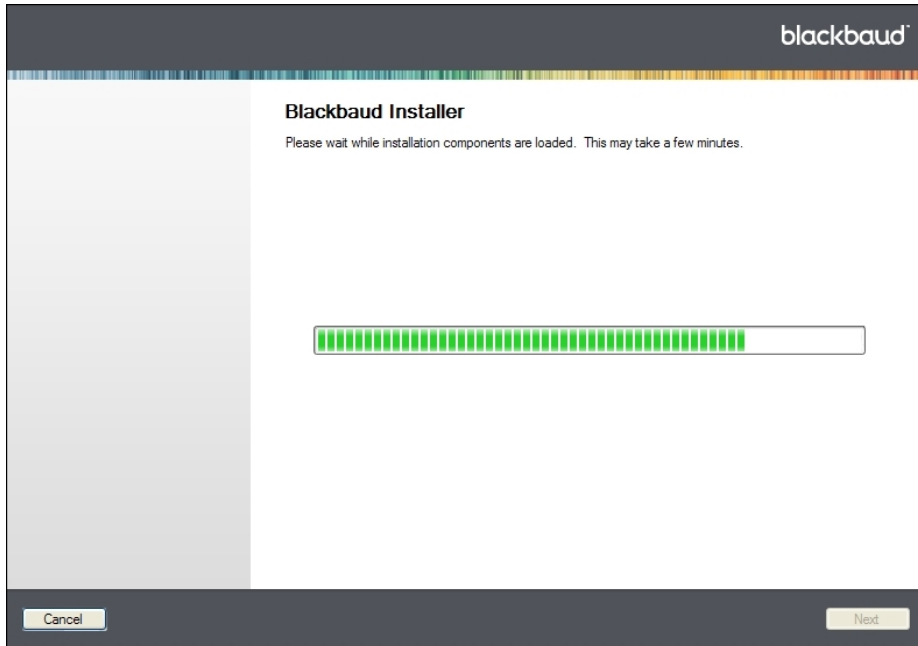 blackbaud
Blackbaud Installer
Please wait while installation components are loaded. This may take a few minutes.
Cancel
Next